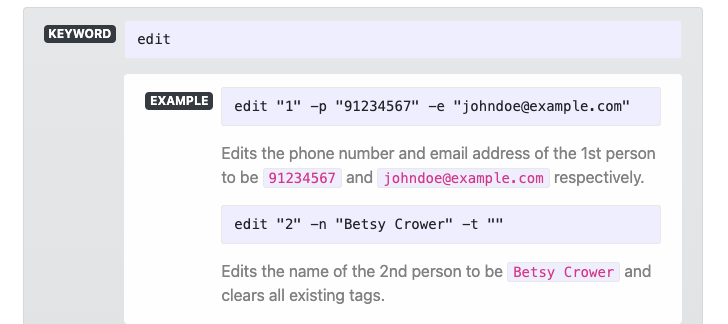 KEYWORD edit
EXAMPLE edit "1" -p "91234567" -e "johndoe@example.com"
Edits the phone number and email address of the 1st person
to be 91234567 and johndoe@example.com respectively.
edit "2" -n "Betsy Crower" -t ""
Edits the name of the 2nd person to be Betsy Crower and
clears all existing tags.